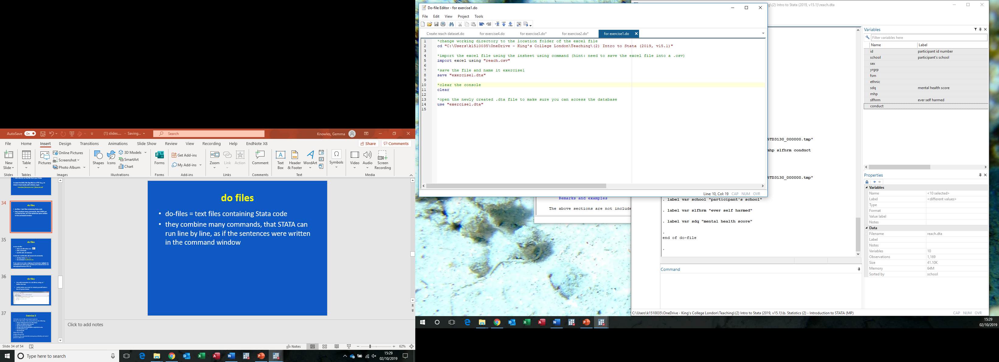 AutoSave On (1) slides.... - Saving... Search Knowles, Gemma
File Home Insert Design Transitions Animations Slide Show Review View Recording Help EndNote X8 Share Comments
New Slide
Table
Pictures
Online Pictures
Screenshot
Photo Album
Shapes
Icons
3D Models
SmartArt
Chart
Forms
Get Add-ins
My Add-ins
Zoom
Link
Action
Comment
Text Box
Header & Footer
WordArt
Symbols
Video
Audio
Screen Recording
Slides Tables Images Illustrations Forms Add-ins Links Comments Text Media
34
do files
35
do files
36
do files
37
Exercise 2
do files
• do-files = text files containing Stata code
• they combine many commands, that STATA can
run line by line, as if the sentences were written
in the command window
Click to add notes
Slide 34 of 54 Notes 62%
Type here to search
15:29
02/10/2019
Do-file Editor - for exercise1.do
File Edit View Project Tools
Create reach dataset.do for exercise4.do for exercise3.do* for exercise2.do* for exercise1.do
1 *change working directory to the location folder of the excel file
2 cd "C:\Users\k1510035\OneDrive - King's College London\Teaching\(2) Intro to Stata (2019, v15.1)"
3
4 *import the excel file using the insheet using command (hint: need to save the excel file into a .csv)
5 import excel using "reach.csv"
6
7 *save the file and name it exercise1
8 save "exercise1.dta"
9
10 *clear the console
11 clear
12
13 *open the newly created .dta file to make sure you can access the database
14 use "exercise1.dta"
15
Line: 10, Col: 19 CAP NUM OVR
Remarks and examples
The above sections are not include
g\(2) Intro to Stata (2019, v15.1)\reach.dta
STD3130_000000.tmp"
mhp slfhrm conduct
STD3130_000000.tmp"
. label var school "participant's school"
. label var slfhrm "ever self harmed"
. label var sdq "mental health score"
.
end of do-file
.
Command
Variables
Filter variables here
Name Label
id participant id number
school participant's school
sex
yrgrp
fsm
ethnic
sdq mental health score
mhp
slfhrm ever self harmed
conduct
Properties
Variables
Name <10 selected>
Label <different values>
Type
Format
Value label
Notes
Data
Filename reach.dta
Label
Notes
Variables 10
Observations 1,169
Size 41.10K
Memory 64M
Sorted by school
C:\Users\k1510035\OneDrive - King's College London\Teaching\(2) Intro to Stata (2019, v15.1)\b. Statistics (2) - Introduction to STATA (MP) CAP NUM OVR
15:29
02/10/2019